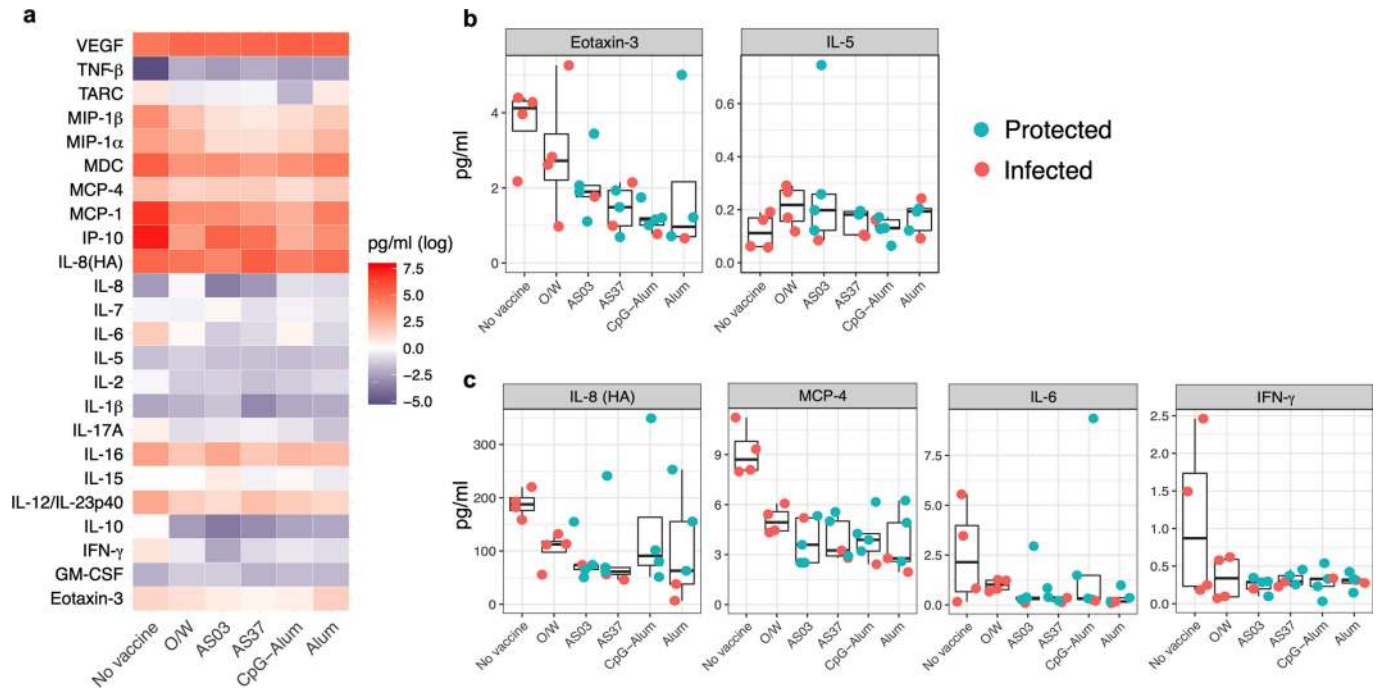 a
VEGF
TNF-β
TARC
MIP-1β
MIP-1α
MDC
MCP-4
MCP-1
IP-10
IL-8(HA)
IL-8
IL-7
IL-6
IL-5
IL-2
IL-1β
IL-17A
IL-16
IL-15
IL-12/IL-23p40
IL-10
IFN-γ
GM-CSF
Eotaxin-3
No vaccine
O/W
AS03
AS37
CpG–Alum
Alum
pg/ml (log)
7.5
5.0
2.5
0.0
−2.5
−5.0
b
Eotaxin-3
pg/ml
4
2
0
No vaccine
O/W
AS03
AS37
CpG–Alum
Alum
IL-5
0.6
0.4
0.2
0.0
No vaccine
O/W
AS03
AS37
CpG–Alum
Alum
Protected
Infected
c
IL-8 (HA)
pg/ml
300
200
100
0
No vaccine
O/W
AS03
AS37
CpG–Alum
Alum
MCP-4
9
6
3
0
No vaccine
O/W
AS03
AS37
CpG–Alum
Alum
IL-6
7.5
5.0
2.5
0.0
No vaccine
O/W
AS03
AS37
CpG–Alum
Alum
IFN-γ
2.5
2.0
1.5
1.0
0.5
0.0
No vaccine
O/W
AS03
AS37
CpG–Alum
Alum